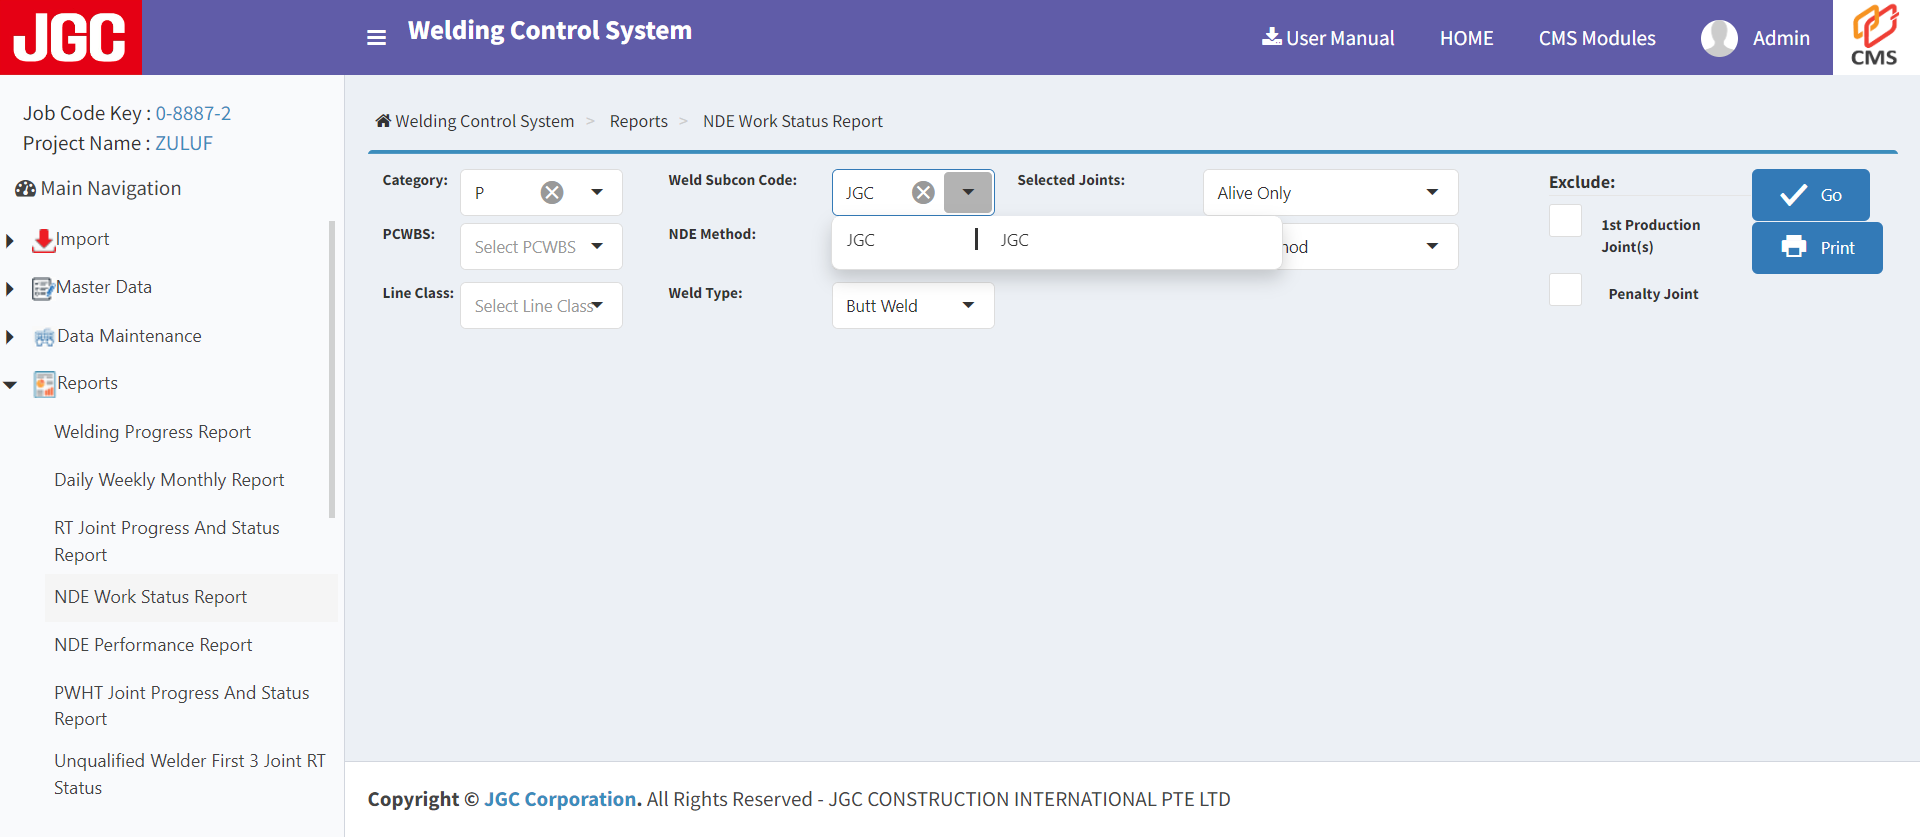 JGC
Welding Control System
User Manual
HOME
CMS Modules
Admin
CMS
Job Code Key : 0-8887-2
Project Name : ZULUF
Main Navigation
Import
Master Data
Data Maintenance
Reports
Welding Progress Report
Daily Weekly Monthly Report
RT Joint Progress And Status
Report
NDE Work Status Report
NDE Performance Report
PWHT Joint Progress And Status
Report
Unqualified Welder First 3 Joint RT
Status
Welding Control System > Reports > NDE Work Status Report
Category:
P
Weld Subcon Code:
JGC
Selected Joints:
Alive Only
Exclude:
Go
PCWBS:
Select PCWBS
NDE Method:
JGC
JGC
1st Production
Joint(s)
Print
Line Class:
Select Line Class
Weld Type:
Butt Weld
Penalty Joint
Copyright © JGC Corporation. All Rights Reserved - JGC CONSTRUCTION INTERNATIONAL PTE LTD